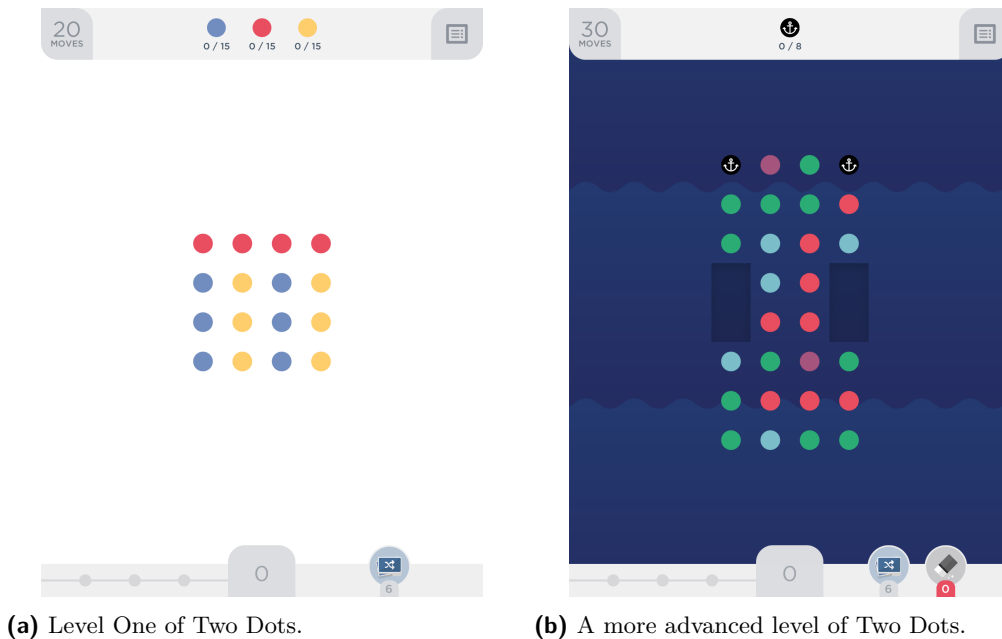 20
MOVES
0 / 15 0 / 15 0 / 15
0
6
(a) Level One of Two Dots.
30
MOVES
0 / 8
0
6
0
(b) A more advanced level of Two Dots.